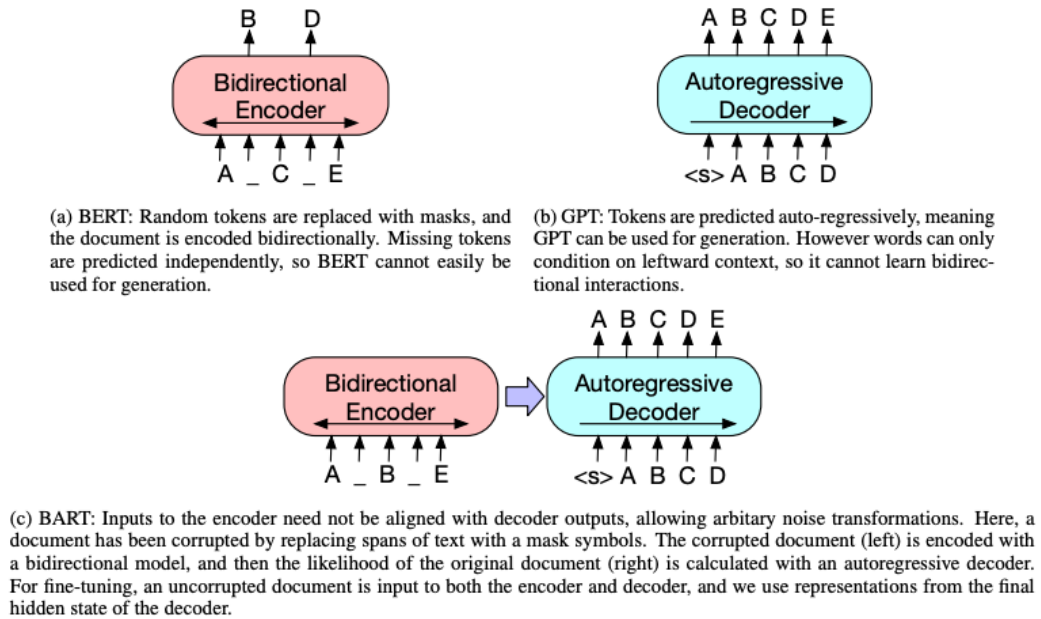 B D
Bidirectional
Encoder
A _ C _ E
(a) BERT: Random tokens are replaced with masks, and
the document is encoded bidirectionally. Missing tokens
are predicted independently, so BERT cannot easily be
used for generation.
A B C D E
Autoregressive
Decoder
<s> A B C D
(b) GPT: Tokens are predicted auto-regressively, meaning
GPT can be used for generation. However words can only
condition on leftward context, so it cannot learn bidirec-
tional interactions.
Bidirectional
Encoder
A _ B _ E
A B C D E
Autoregressive
Decoder
<s> A B C D
(c) BART: Inputs to the encoder need not be aligned with decoder outputs, allowing arbitary noise transformations. Here, a
document has been corrupted by replacing spans of text with a mask symbols. The corrupted document (left) is encoded with
a bidirectional model, and then the likelihood of the original document (right) is calculated with an autoregressive decoder.
For fine-tuning, an uncorrupted document is input to both the encoder and decoder, and we use representations from the final
hidden state of the decoder.